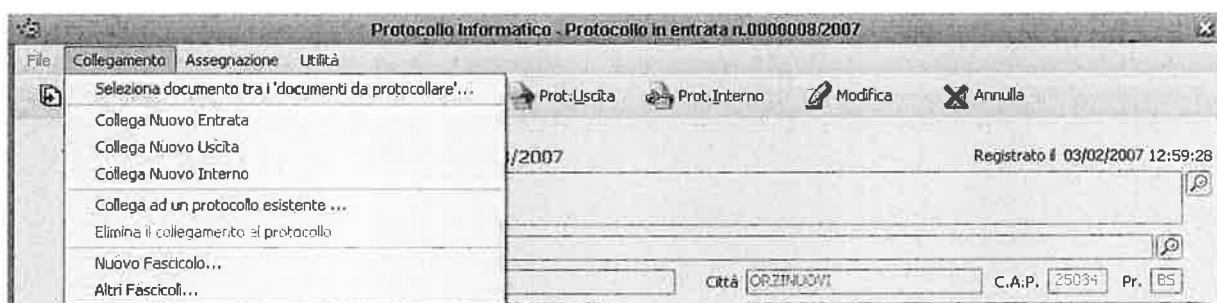 Protocollo Informatico - Protocollo in entrata n.0000008/2007
File Collegamento Assegnazione Utilità
Seleziona documento tra i 'documenti da protocollare'...
Prot.Uscita Prot.Interno Modifica Annulla
Collega Nuovo Entrata
Collega Nuovo Uscita
/2007 Registrato il 03/02/2007 12:59:28
Collega Nuovo Interno
Collega ad un protocollo esistente ...
Elimina il collegamento al protocollo
Nuovo Fascicolo...
Altri Fascicoli...
Città ORZINUOVI C.A.P. 25034 Pr. BS